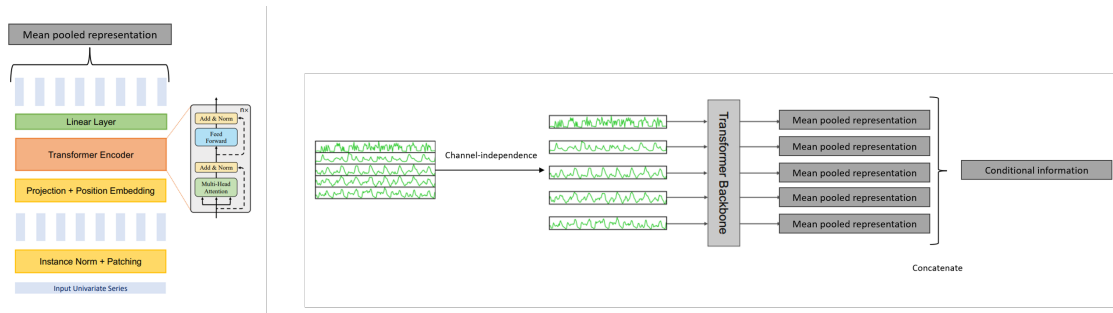 Mean pooled representation
Linear Layer
Transformer Encoder
Projection + Position Embedding
Instance Norm + Patching
Input Univariate Series
n×
Add & Norm
Feed
Forward
Add & Norm
Multi-Head
Attention
Channel-independence
Transformer Backbone
Mean pooled representation
Mean pooled representation
Mean pooled representation
Mean pooled representation
Mean pooled representation
Concatenate
Conditional information